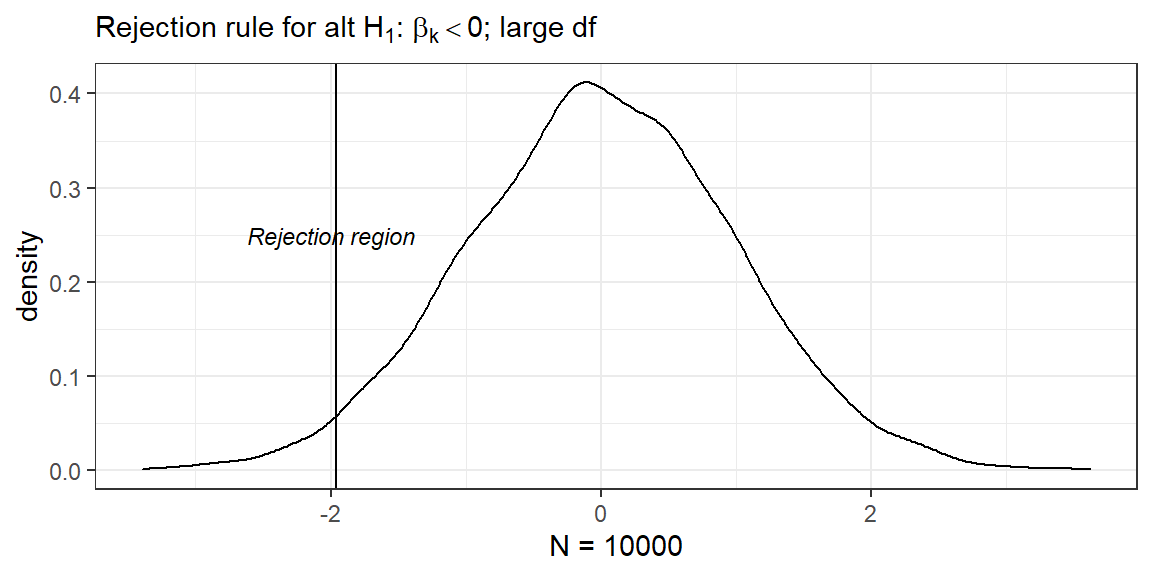 Rejection rule for alt H₁: βₖ < 0; large df
0.4
0.3
Rejection region
0.2
0.1
0.0
density
-2 0 2
N = 10000